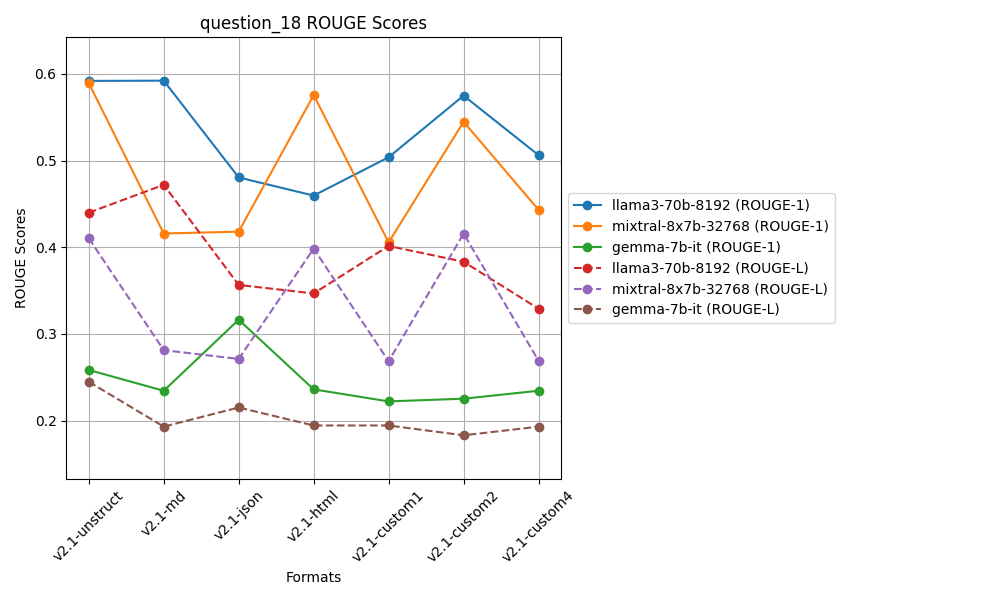 question_18 ROUGE Scores
0.6
0.5
0.4
0.3
0.2
ROUGE Scores
v2.1-unstruct
v2.1-md
v2.1-json
v2.1-html
v2.1-custom1
v2.1-custom2
v2.1-custom4
Formats
llama3-70b-8192 (ROUGE-1)
mixtral-8x7b-32768 (ROUGE-1)
gemma-7b-it (ROUGE-1)
llama3-70b-8192 (ROUGE-L)
mixtral-8x7b-32768 (ROUGE-L)
gemma-7b-it (ROUGE-L)